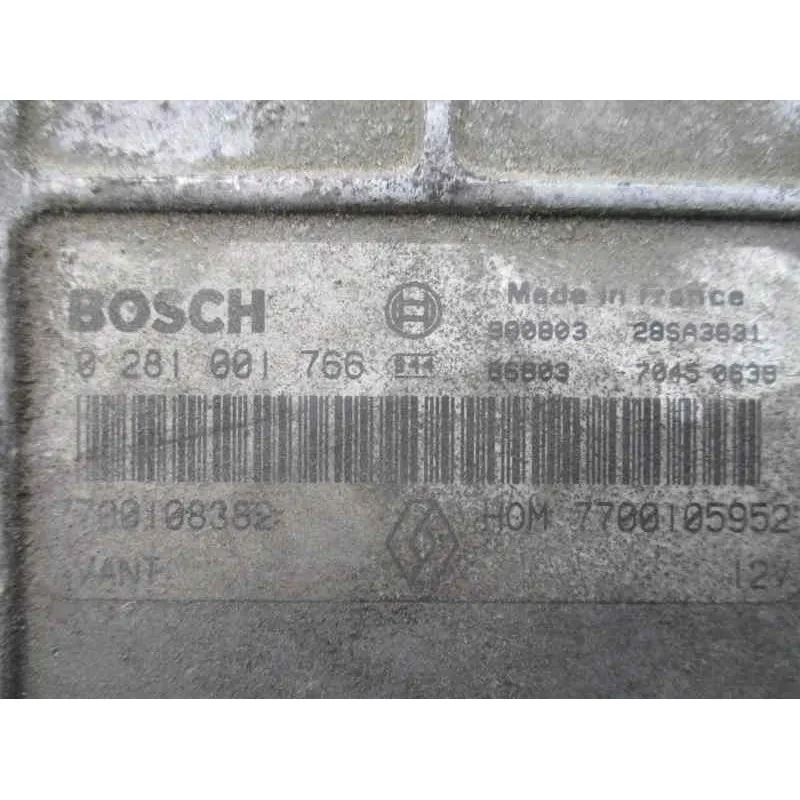 BOSCH
Made in France
900803 28SA3631
0 281 001 766
86803 7045 0638
7700108382
HOM 7700105952
VANT
12V